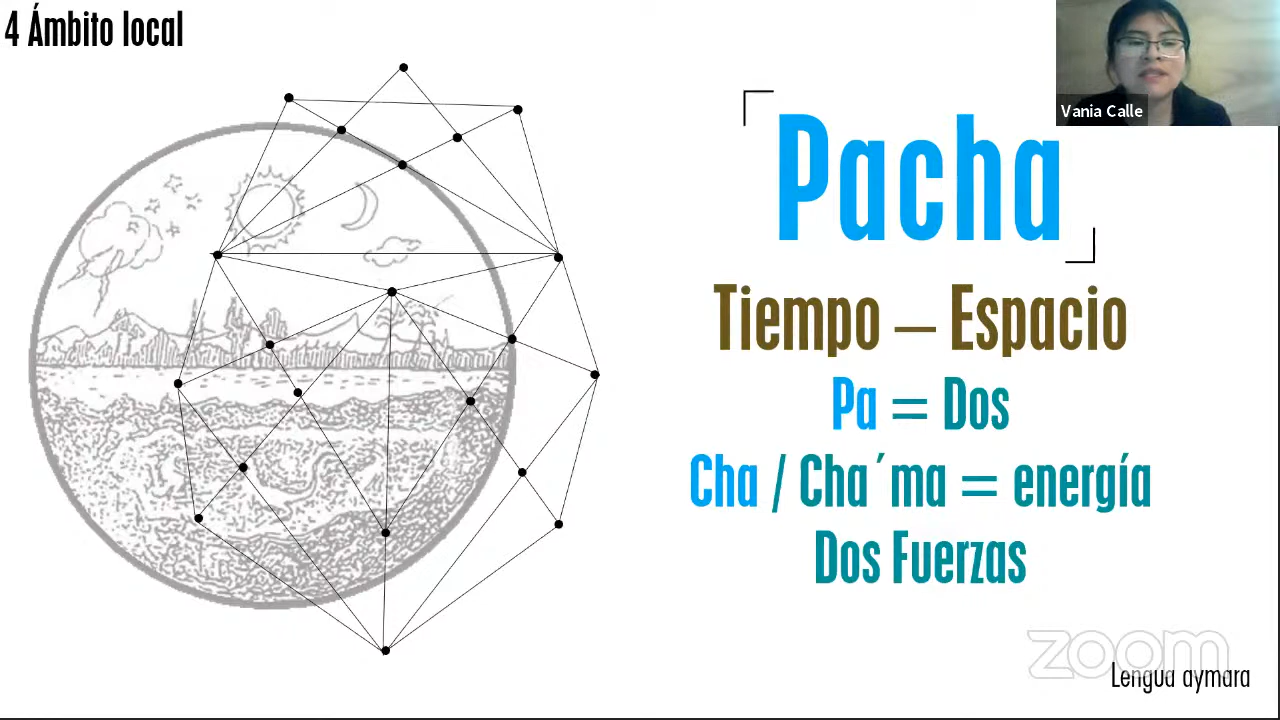 4 Ámbito local
Vania Calle
Pacha
Tiempo – Espacio
Pa = Dos
Cha / Cha´ma = energía
Dos Fuerzas
zoom
Lengua aymara